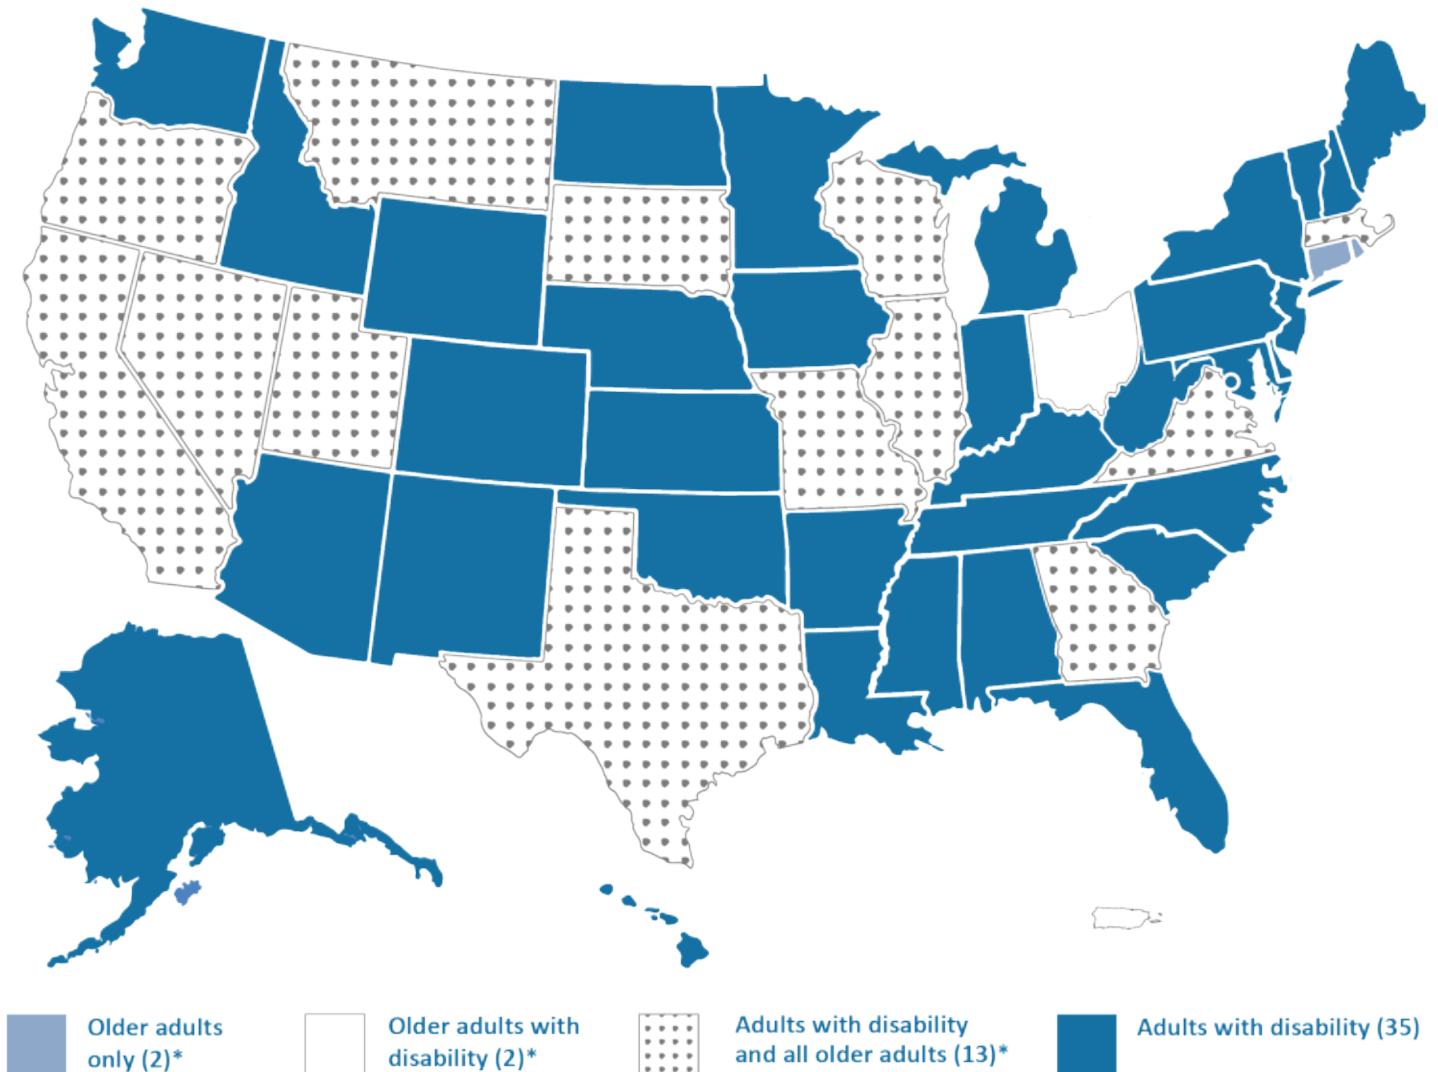 Older adults
only (2)*
Older adults with
disability (2)*
Adults with disability
and all older adults (13)*
Adults with disability (35)